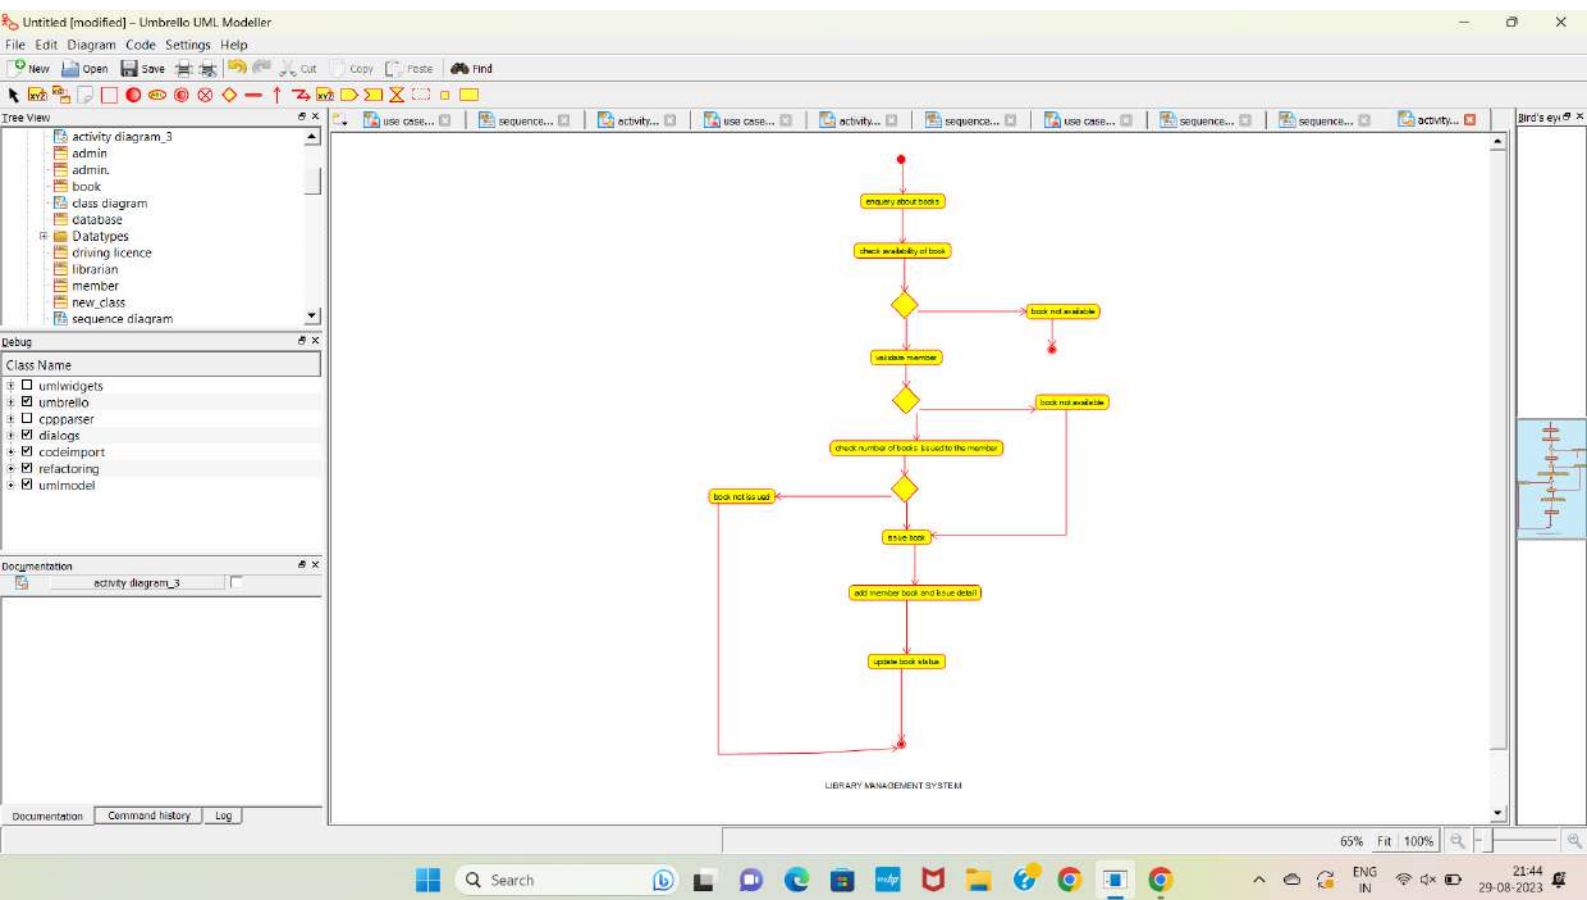 Untitled [modified] – Umbrello UML Modeller
File Edit Diagram Code Settings Help
New Open Save Cut Copy Paste Find
Tree View
use case... sequence... activity... use case... activity... sequence... use case... sequence... sequence... activity...
Bird's ey
activity diagram_3
admin
admin.
book
class diagram
database
Datatypes
driving licence
librarian
member
new_class
sequence diagram
Debug
Class Name
umlwidgets
umbrello
cppparser
dialogs
codeimport
refactoring
umlmodel
Documentation
activity diagram_3
Documentation Command history Log
enquery about books
check availability of book
book not available
validate member
book not available
check number of books issued to the member
book not issued
issue book
add member book and issue detail
update book status
LIBRARY MANAGEMENT SYSTEM
65% Fit 100%
Search
ENG
IN
21:44
29-08-2023